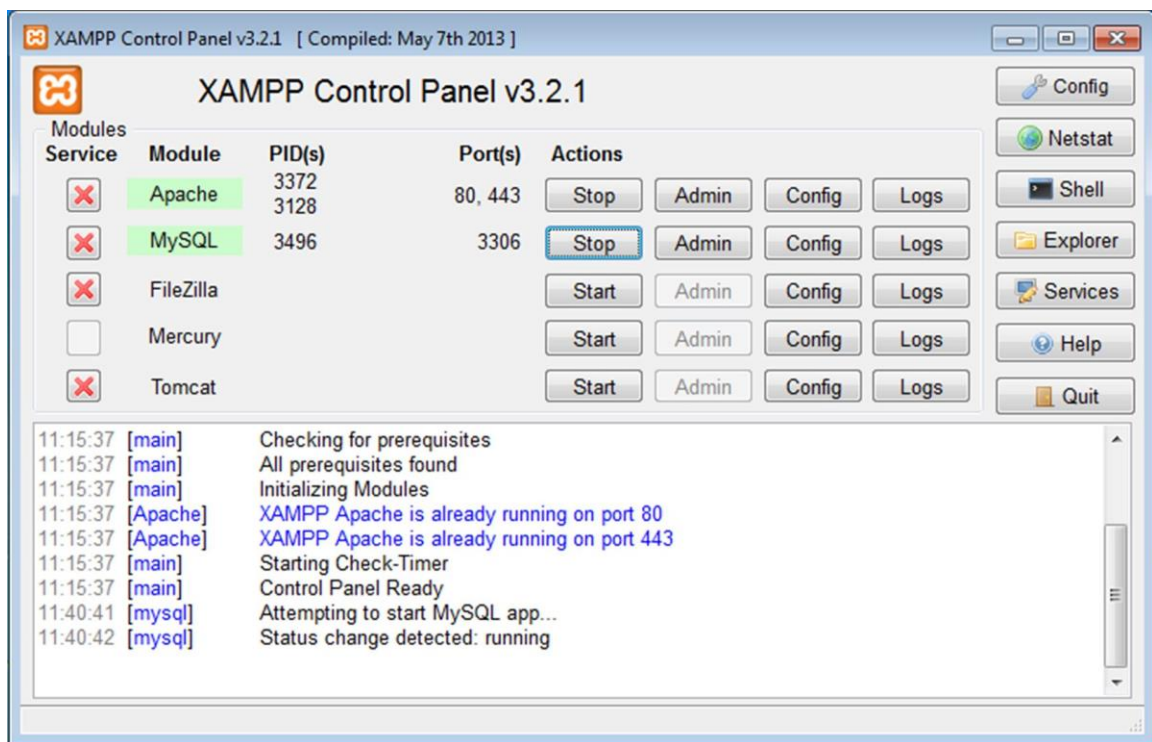 XAMPP Control Panel v3.2.1 [ Compiled: May 7th 2013 ]
XAMPP Control Panel v3.2.1
Config
Modules
Service Module PID(s) Port(s) Actions
Netstat
Apache 3372 3128 80, 443 Stop Admin Config Logs
Shell
MySQL 3496 3306 Stop Admin Config Logs
Explorer
FileZilla Start Admin Config Logs
Services
Mercury Start Admin Config Logs
Help
Tomcat Start Admin Config Logs
Quit
11:15:37 [main] Checking for prerequisites
11:15:37 [main] All prerequisites found
11:15:37 [main] Initializing Modules
11:15:37 [Apache] XAMPP Apache is already running on port 80
11:15:37 [Apache] XAMPP Apache is already running on port 443
11:15:37 [main] Starting Check-Timer
11:15:37 [main] Control Panel Ready
11:40:41 [mysql] Attempting to start MySQL app...
11:40:42 [mysql] Status change detected: running